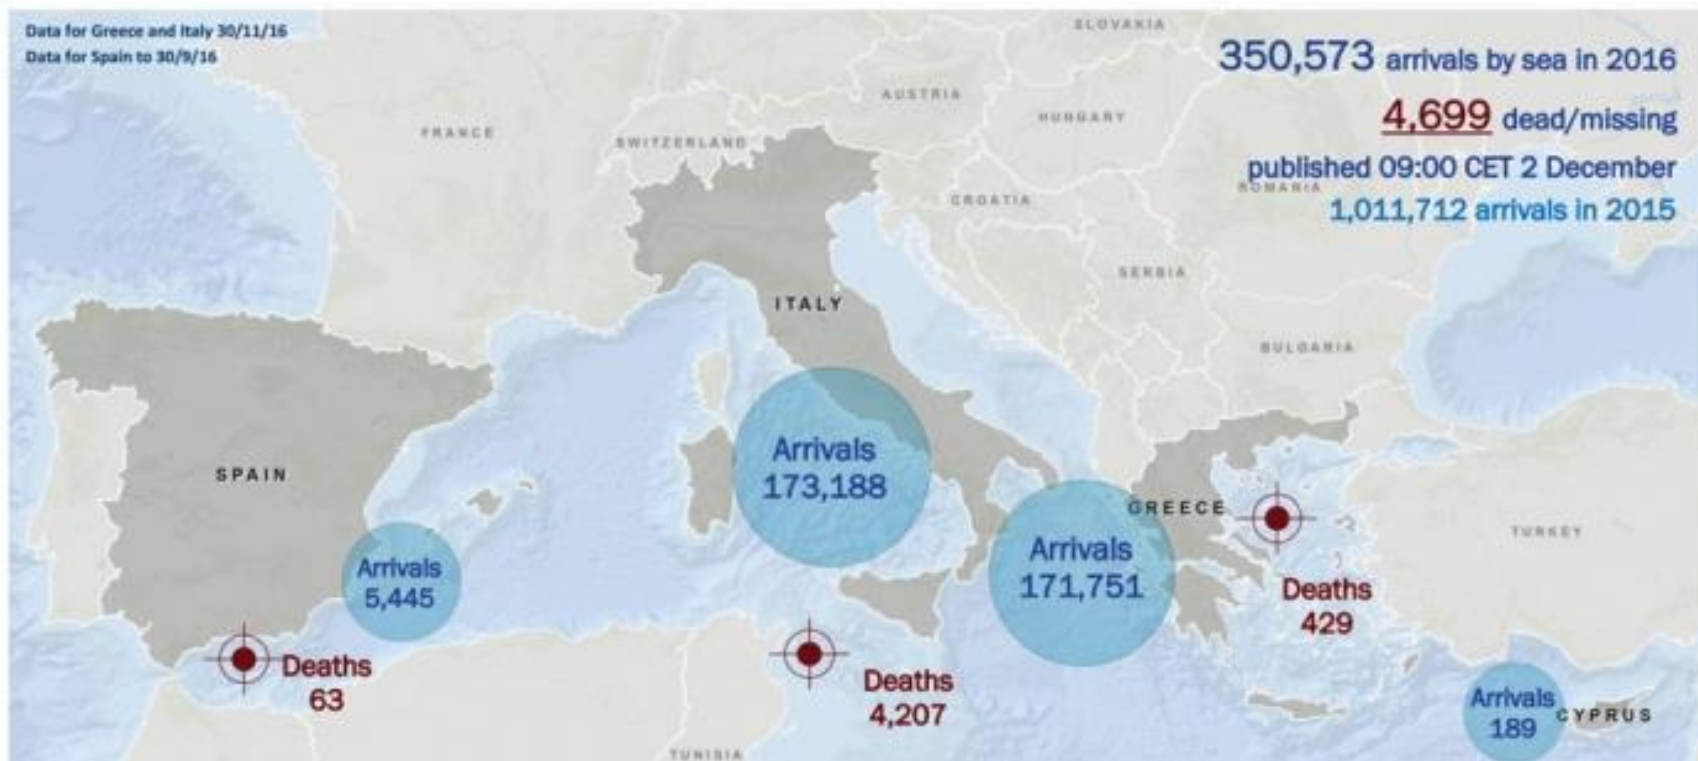 Data for Greece and Italy 30/11/16
Data for Spain to 30/9/16
350,573 arrivals by sea in 2016
4,699 dead/missing
published 09:00 CET 2 December
1,011,712 arrivals in 2015
SLOVAKIA
AUSTRIA
HUNGARY
FRANCE
SWITZERLAND
ROMANIA
CROATIA
SERBIA
ITALY
BULGARIA
SPAIN
Arrivals
173,188
GREECE
TURKEY
Arrivals
5,445
Arrivals
171,751
Deaths
429
Deaths
63
Deaths
4,207
Arrivals
189
CYPRUS
TUNISIA